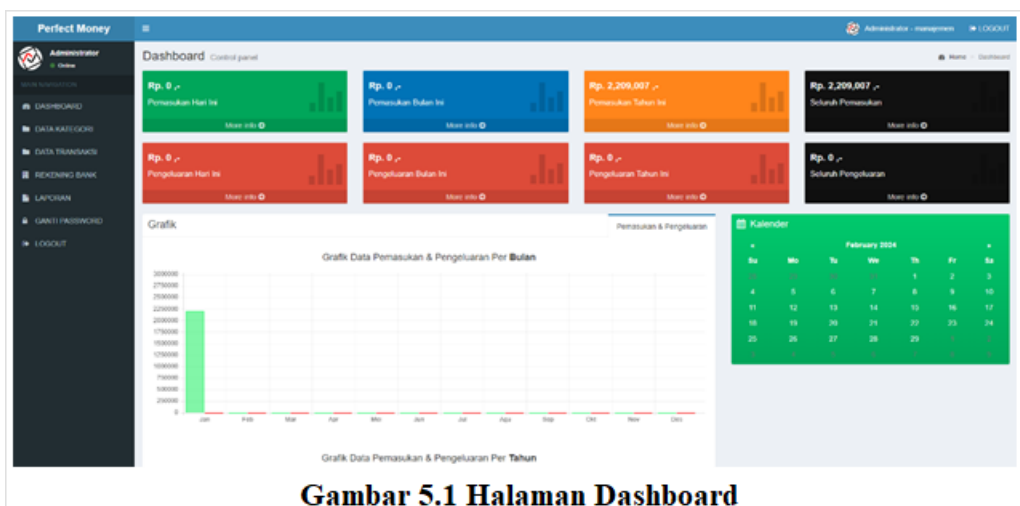 Perfect Money
Administrator - manajemen LOGOUT
Administrator
Online
MAIN NAVIGATION
DASHBOARD
DATA KATEGORI
DATA TRANSAKSI
REKENING BANK
LAPORAN
GANTI PASSWORD
LOGOUT
Dashboard Control panel
Home > Dashboard
Rp. 0 ,-
Pemasukan Hari Ini
More info
Rp. 0 ,-
Pemasukan Bulan Ini
More info
Rp. 2,209,007 ,-
Pemasukan Tahun Ini
More info
Rp. 2,209,007 ,-
Seluruh Pemasukan
More info
Rp. 0 ,-
Pengeluaran Hari Ini
More info
Rp. 0 ,-
Pengeluaran Bulan Ini
More info
Rp. 0 ,-
Pengeluaran Tahun Ini
More info
Rp. 0 ,-
Seluruh Pengeluaran
More info
Grafik
Pemasukan & Pengeluaran
Grafik Data Pemasukan & Pengeluaran Per Bulan
3000000
2750000
2500000
2250000
2000000
1750000
1500000
1250000
1000000
750000
500000
250000
0
Jan Feb Mar Apr Mei Jun Jul Agu Sep Okt Nov Des
Grafik Data Pemasukan & Pengeluaran Per Tahun
Kalender
« February 2024 »
Su Mo Tu We Th Fr Sa
1 2 3
4 5 6 7 8 9 10
11 12 13 14 15 16 17
18 19 20 21 22 23 24
25 26 27 28 29
Gambar 5.1 Halaman Dashboard